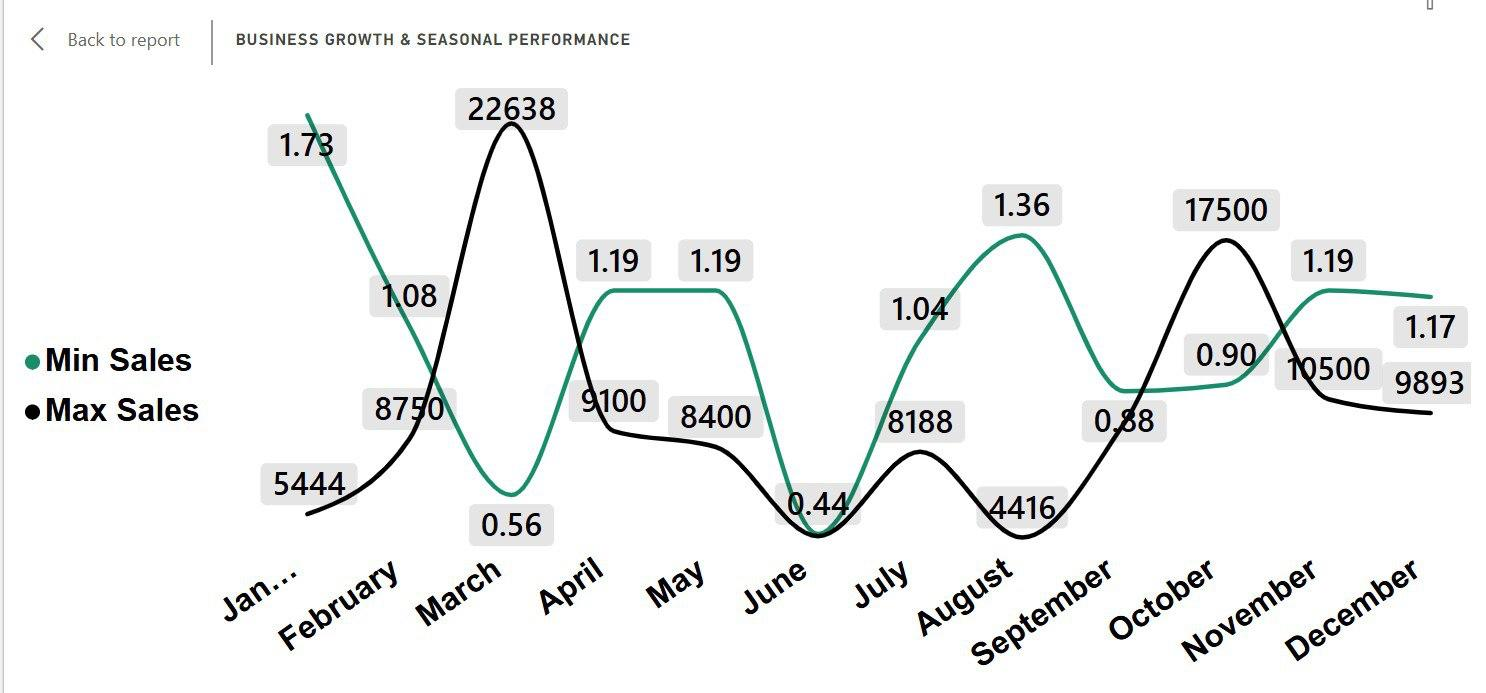 Back to report
BUSINESS GROWTH & SEASONAL PERFORMANCE
22638
1.73
1.36
17500
1.19
1.19
1.19
1.08
1.04
1.17
0.90
10500
9893
Min Sales
Max Sales
8750
9100
8400
8188
0.88
5444
0.56
0.44
4416
Jan...
February
March
April
May
June
July
August
September
October
November
December